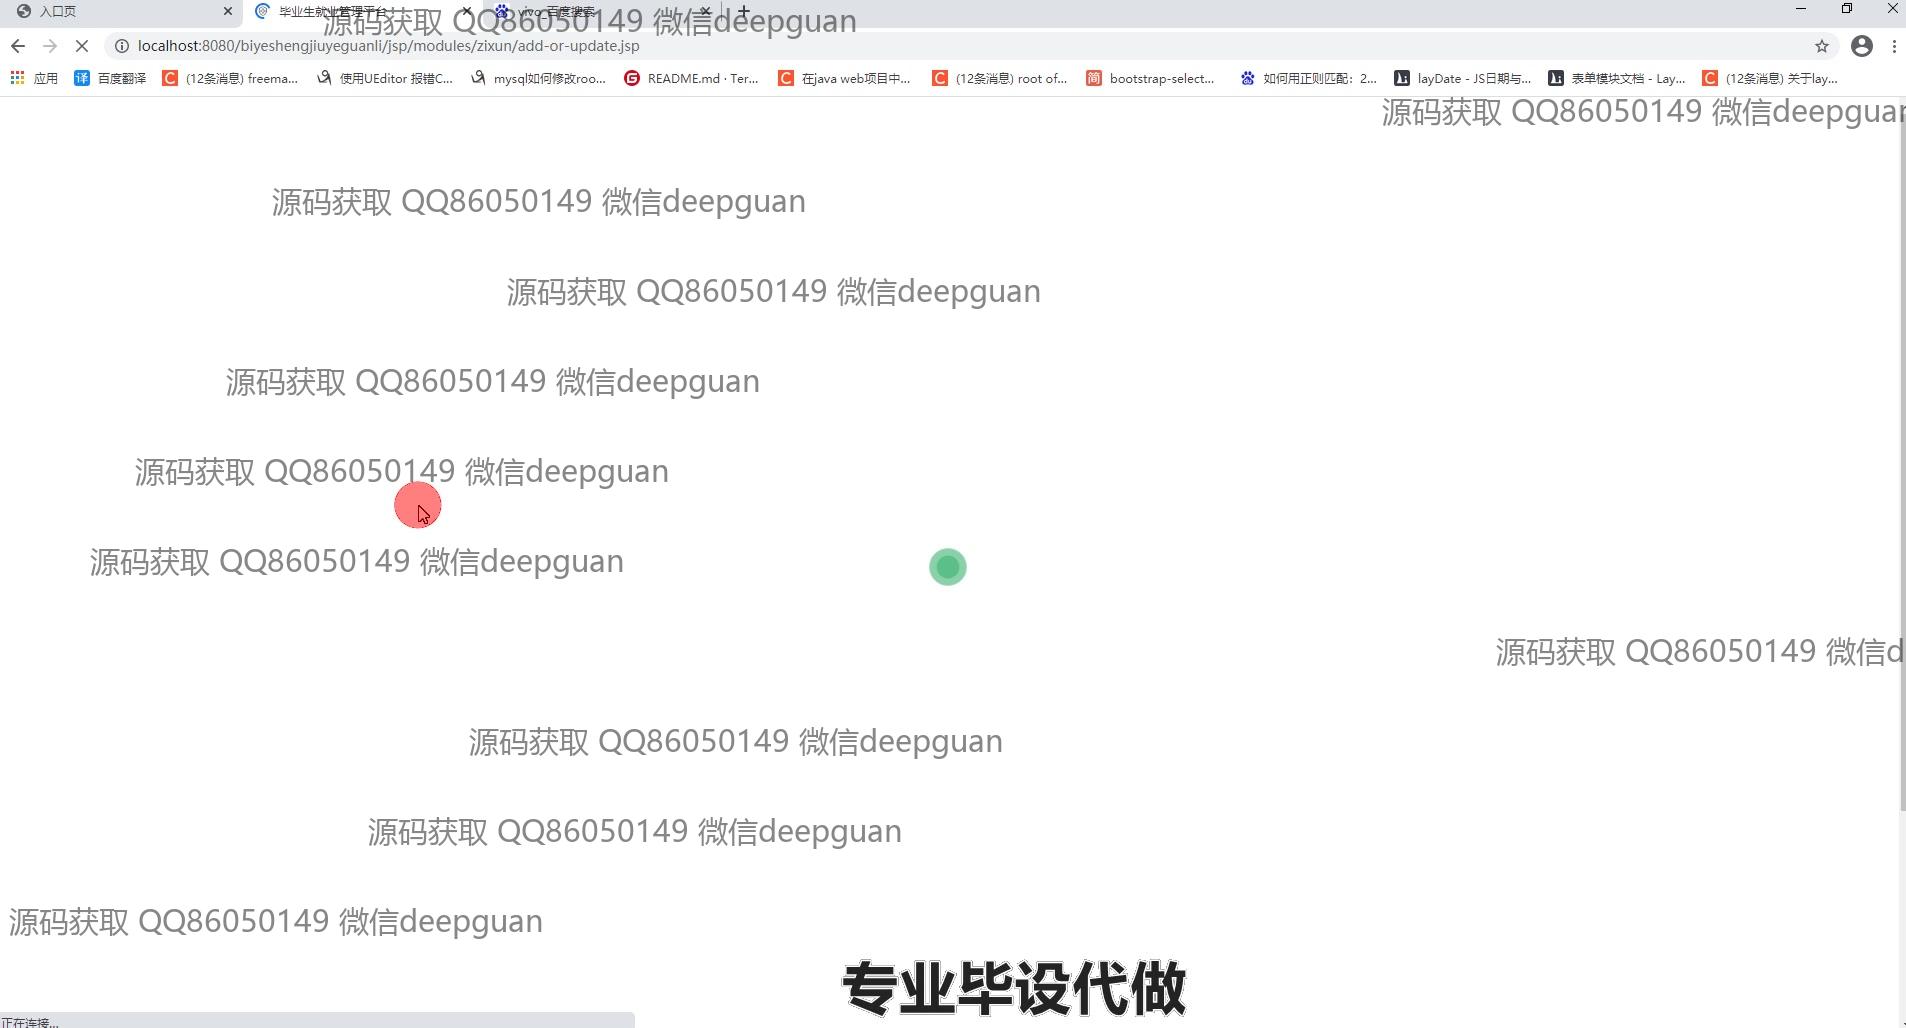 入口页
毕业生就业管理平台
vivo_百度搜索
源码获取 QQ86050149 微信deepguan
localhost:8080/biyeshengjiuyeguanli/jsp/modules/zixun/add-or-update.jsp
应用
百度翻译
(12条消息) freema...
使用UEditor 报错C...
mysql如何修改roo...
README.md · Ter...
在java web项目中...
(12条消息) root of...
bootstrap-select...
如何用正则匹配：2...
layDate - JS日期与...
表单模块文档 - Lay...
(12条消息) 关于lay...
源码获取 QQ86050149 微信deepguan
源码获取 QQ86050149 微信deepguan
源码获取 QQ86050149 微信deepguan
源码获取 QQ86050149 微信deepguan
源码获取 QQ86050149 微信deepguan
源码获取 QQ86050149 微信deepguan
源码获取 QQ86050149 微信d
源码获取 QQ86050149 微信deepguan
源码获取 QQ86050149 微信deepguan
源码获取 QQ86050149 微信deepguan
专业毕设代做
正在连接...